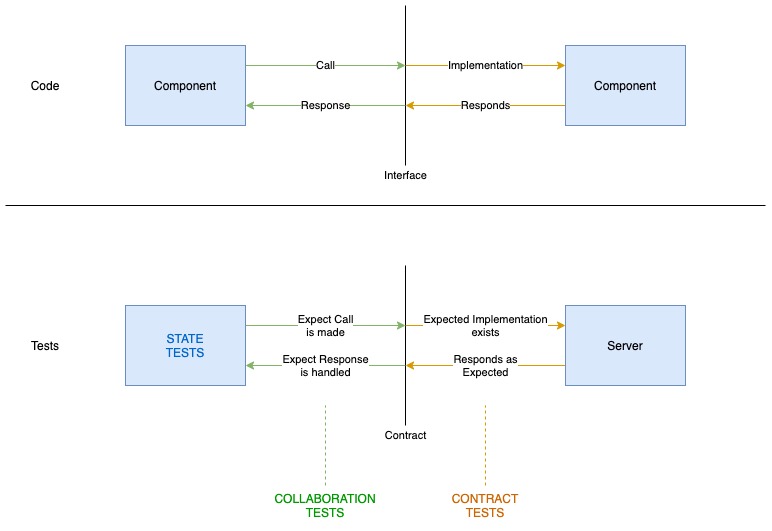 Call
Implementation
Code
Component
Component
Response
Responds
Interface
Expect Call
is made
Expected Implementation
exists
Tests
STATE
TESTS
Server
Expect Response
is handled
Responds as
Expected
Contract
COLLABORATION
TESTS
CONTRACT
TESTS